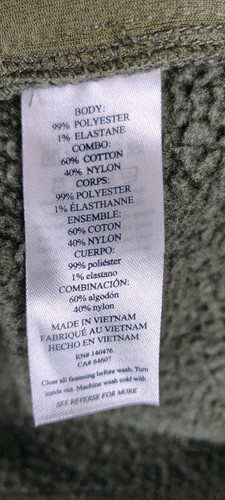 BODY:
99% POLYESTER
1% ELASTANE
COMBO:
60% COTTON
40% NYLON
CORPS:
99% POLYESTER
1% ÉLASTHANNE
ENSEMBLE:
60% COTON
40% NYLON
CUERPO:
99% poliéster
1% elastano
COMBINACIÓN:
60% algodón
40% nylon
MADE IN VIETNAM
FABRIQUÉ AU VIETNAM
HECHO EN VIETNAM
RN# 140476
CA# 64607
Close all fastening before wash. Turn
inside out. Machine wash cold with
SEE REVERSE FOR MORE